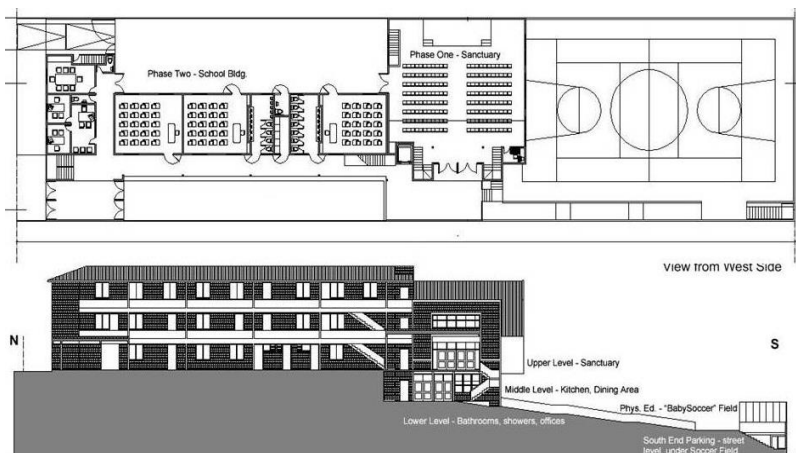 Phase Two - School Bldg.
Phase One - Sanctuary
View from West Side
N
S
Upper Level - Sanctuary
Middle Level - Kitchen, Dining Area
Phys. Ed. - "BabySoccer" Field
Lower Level - Bathrooms, showers, offices
South End Parking - street
level, under Soccer Field